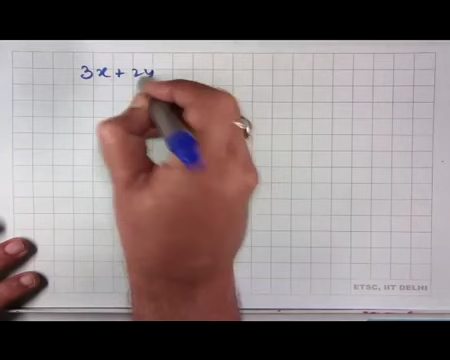 3x + 2y
ETSC, IIT DELHI